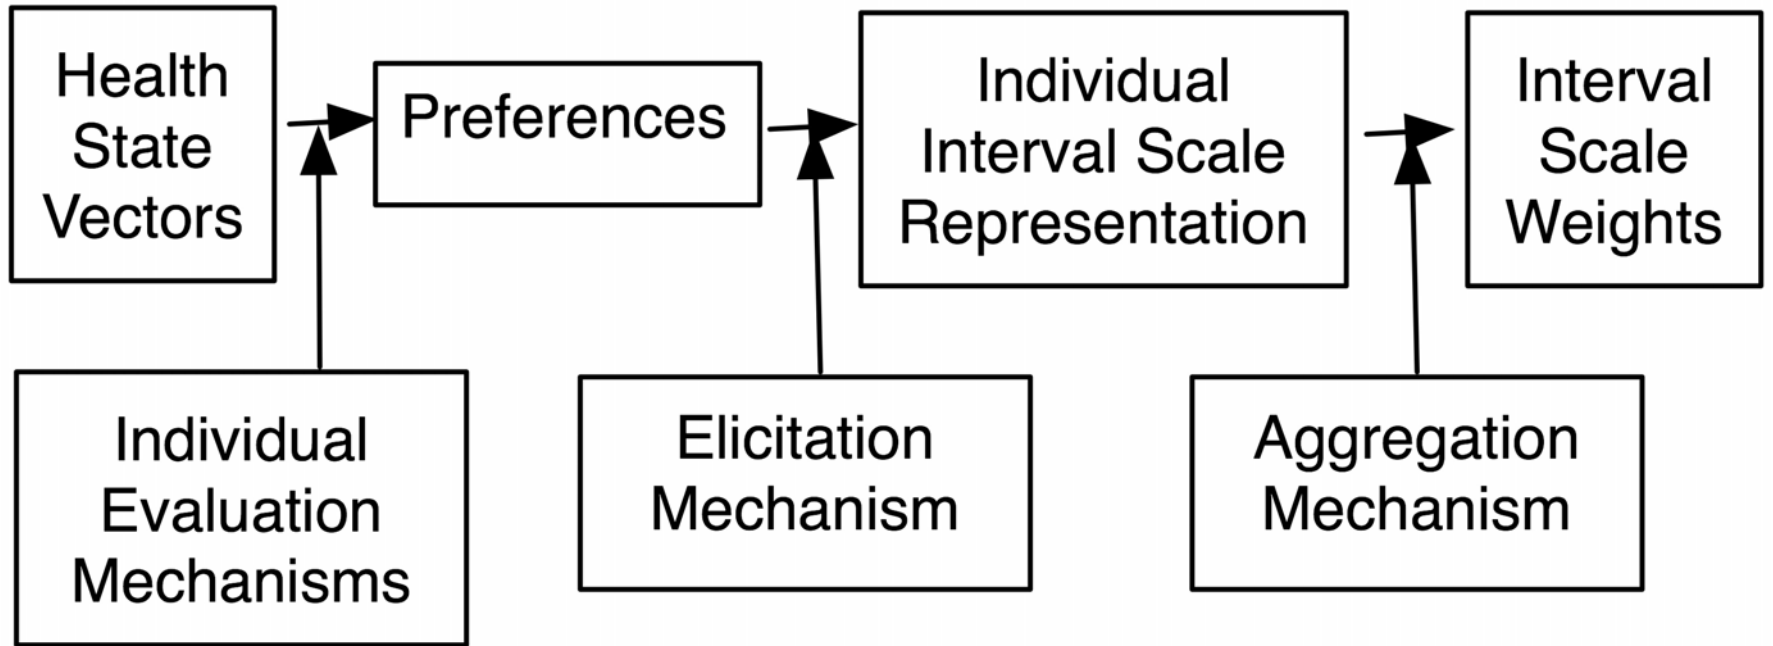 Health
State
Vectors
Preferences
Individual
Interval Scale
Representation
Interval
Scale
Weights
Individual
Evaluation
Mechanisms
Elicitation
Mechanism
Aggregation
Mechanism